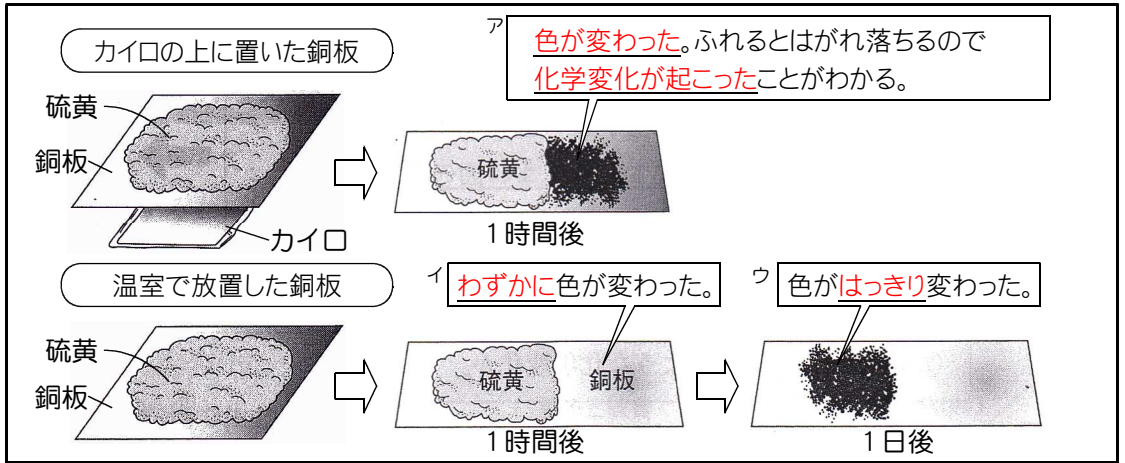 カイロの上に置いた銅板
硫黄
銅板
カイロ
ア
色が変わった。ふれるとはがれ落ちるので
化学変化が起こったことがわかる。
硫黄
1時間後
温室で放置した銅板
硫黄
銅板
イ
わずかに色が変わった。
硫黄
銅板
1時間後
ウ
色がはっきり変わった。
1日後